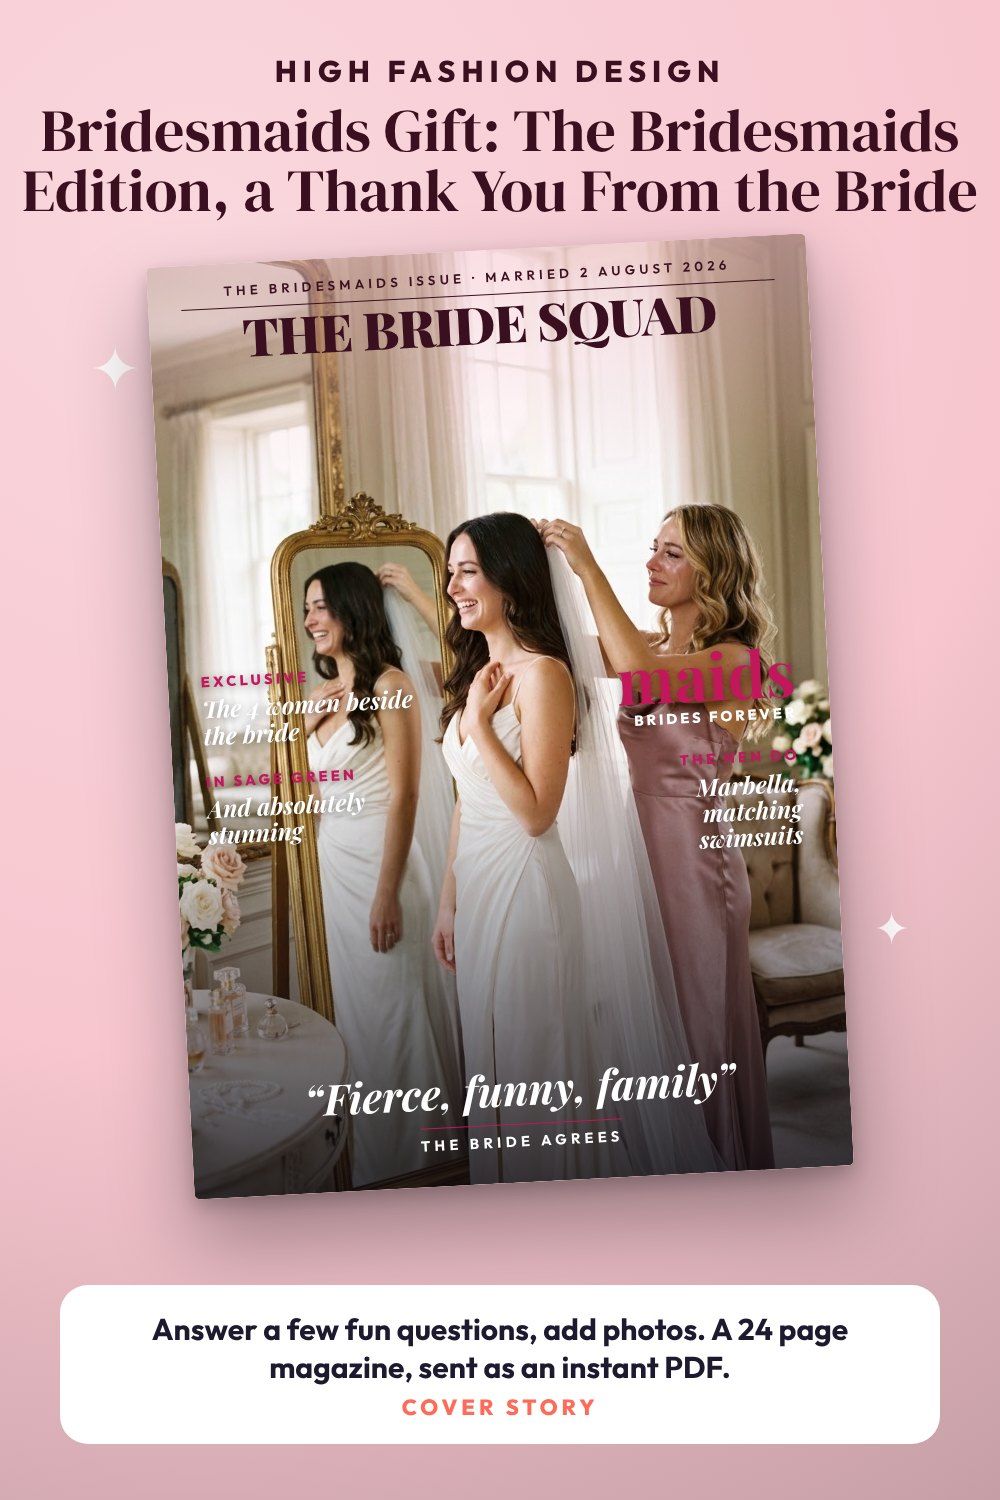 HIGH FASHION DESIGN
Bridesmaids Gift: The Bridesmaids
Edition, a Thank You From the Bride
THE BRIDESMAIDS ISSUE · MARRIED 2 AUGUST 2026
THE BRIDE SQUAD
EXCLUSIVE
The 4 women beside
the bride
IN SAGE GREEN
And absolutely
stunning
maids
BRIDES FOREVER
THE HEN DO
Marbella,
matching
swimsuits
“Fierce, funny, family”
THE BRIDE AGREES
Answer a few fun questions, add photos. A 24 page
magazine, sent as an instant PDF.
COVER STORY